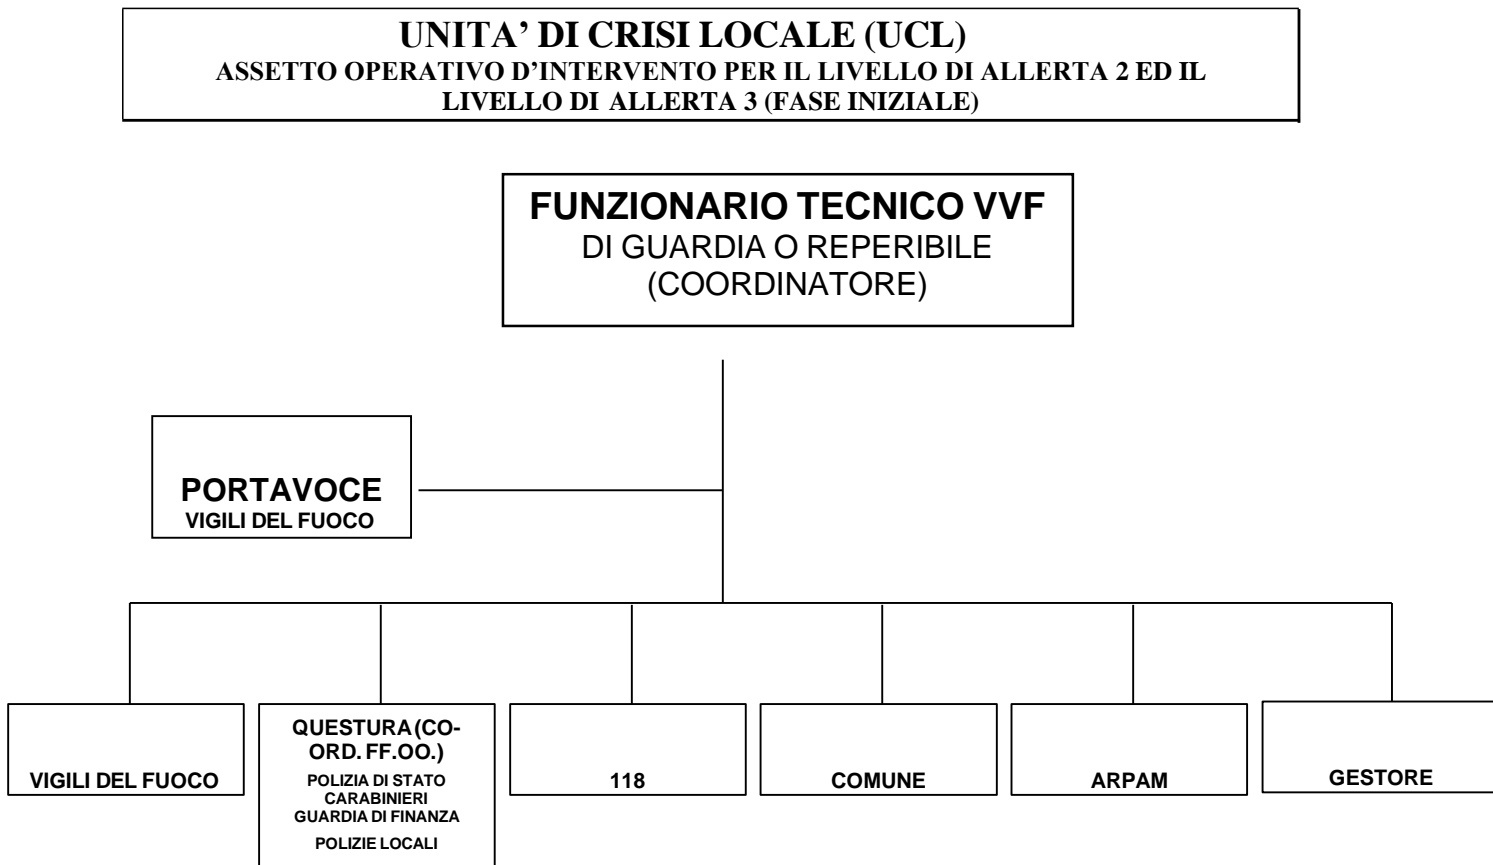 UNITA’ DI CRISI LOCALE (UCL)
ASSETTO OPERATIVO D’INTERVENTO PER IL LIVELLO DI ALLERTA 2 ED IL
LIVELLO DI ALLERTA 3 (FASE INIZIALE)
FUNZIONARIO TECNICO VVF
DI GUARDIA O REPERIBILE
(COORDINATORE)
PORTAVOCE
VIGILI DEL FUOCO
VIGILI DEL FUOCO
QUESTURA (CO-
ORD. FF.OO.)
POLIZIA DI STATO
CARABINIERI
GUARDIA DI FINANZA
POLIZIE LOCALI
118
COMUNE
ARPAM
GESTORE